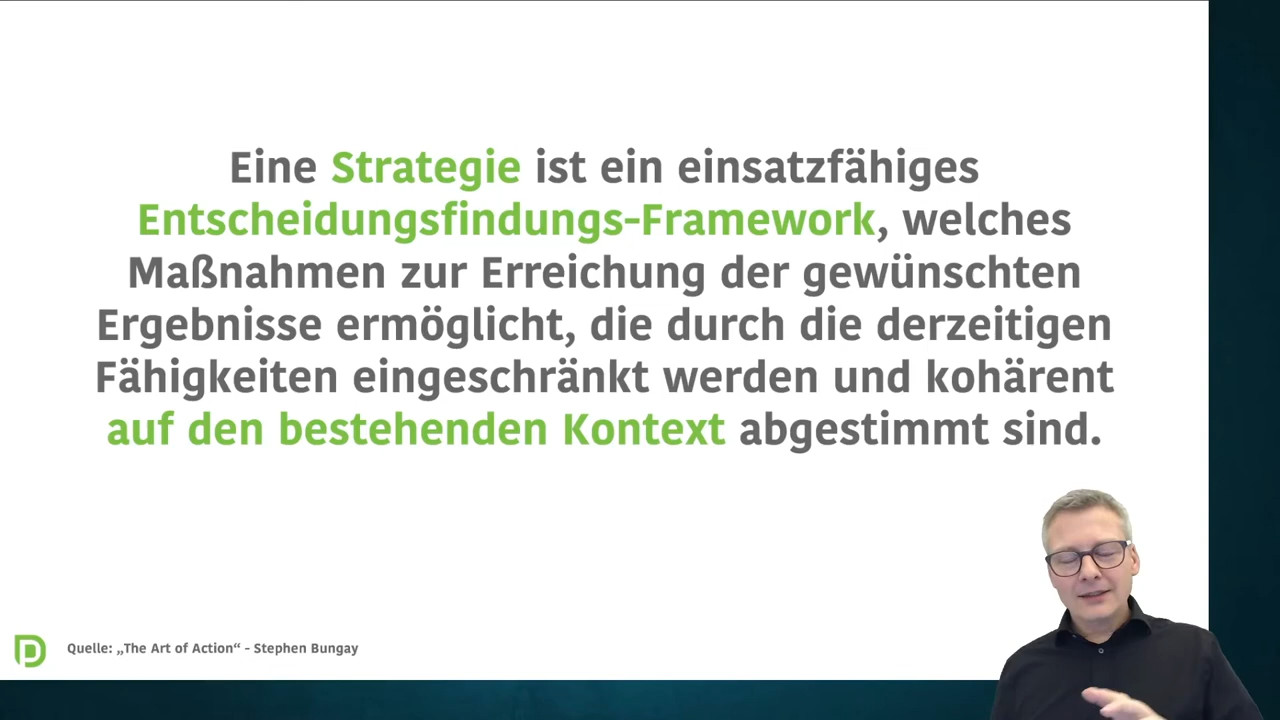 Eine Strategie ist ein einsatzfähiges
Entscheidungsfindungs-Framework, welches
Maßnahmen zur Erreichung der gewünschten
Ergebnisse ermöglicht, die durch die derzeitigen
Fähigkeiten eingeschränkt werden und kohärent
auf den bestehenden Kontext abgestimmt sind.
Quelle: „The Art of Action“ - Stephen Bungay